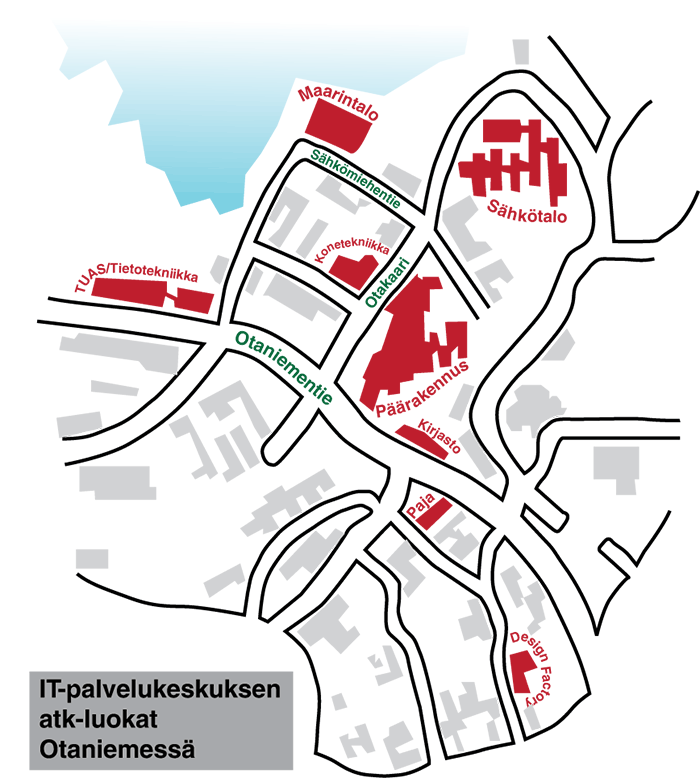 Maarintalo
Sähkömiehentie
Sähkötalo
Konetekniikka
Otakaari
TUAS/Tietotekniikka
Otaniementie
Päärakennus
Kirjasto
Paja
Design Factory
IT-palvelukeskuksen
atk-luokat
Otaniemessä